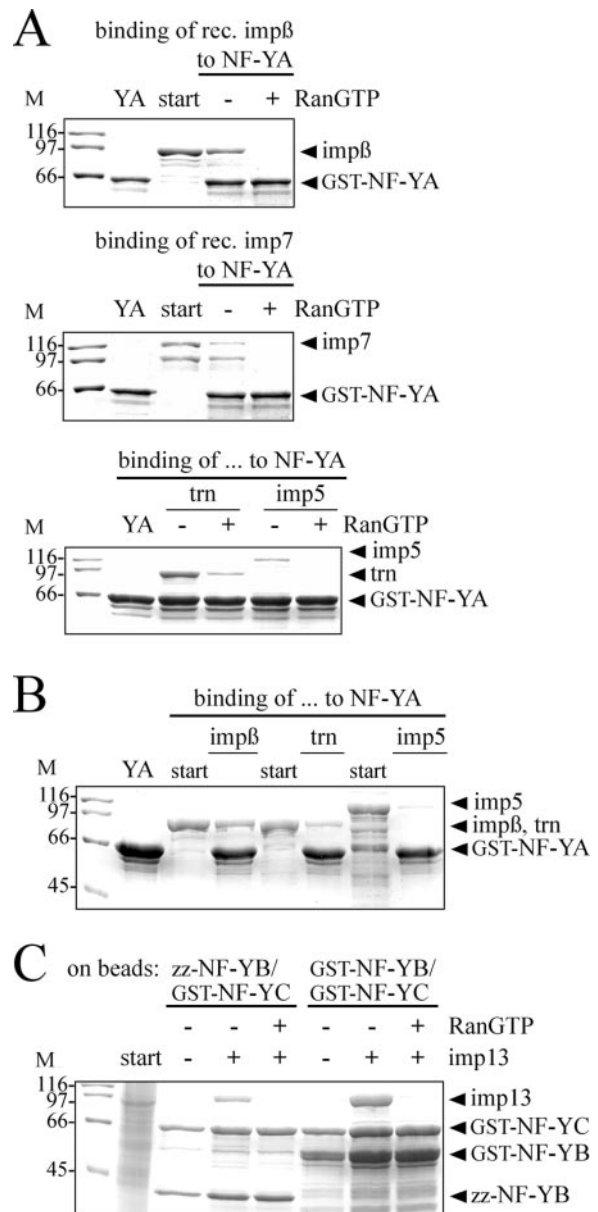 A
binding of rec. impß
to NF-YA
M YA start - + RanGTP
116-
97-
66-
◄ impß
◄ GST-NF-YA
binding of rec. imp7
to NF-YA
M YA start - + RanGTP
116-
97-
66-
◄ imp7
◄ GST-NF-YA
binding of ... to NF-YA
trn imp5
M YA - + - + RanGTP
116-
97-
66-
◄ imp5
◄ trn
◄ GST-NF-YA
B
binding of ... to NF-YA
impß trn imp5
M YA start start start
116-
97-
66-
45-
◄ imp5
◄ impß, trn
◄ GST-NF-YA
C on beads: zz-NF-YB/ GST-NF-YB/
GST-NF-YC GST-NF-YC
- - + - - + RanGTP
M start - + + - + + imp13
116-
97-
66-
45-
◄ imp13
◄ GST-NF-YC
◄ GST-NF-YB
◄ zz-NF-YB